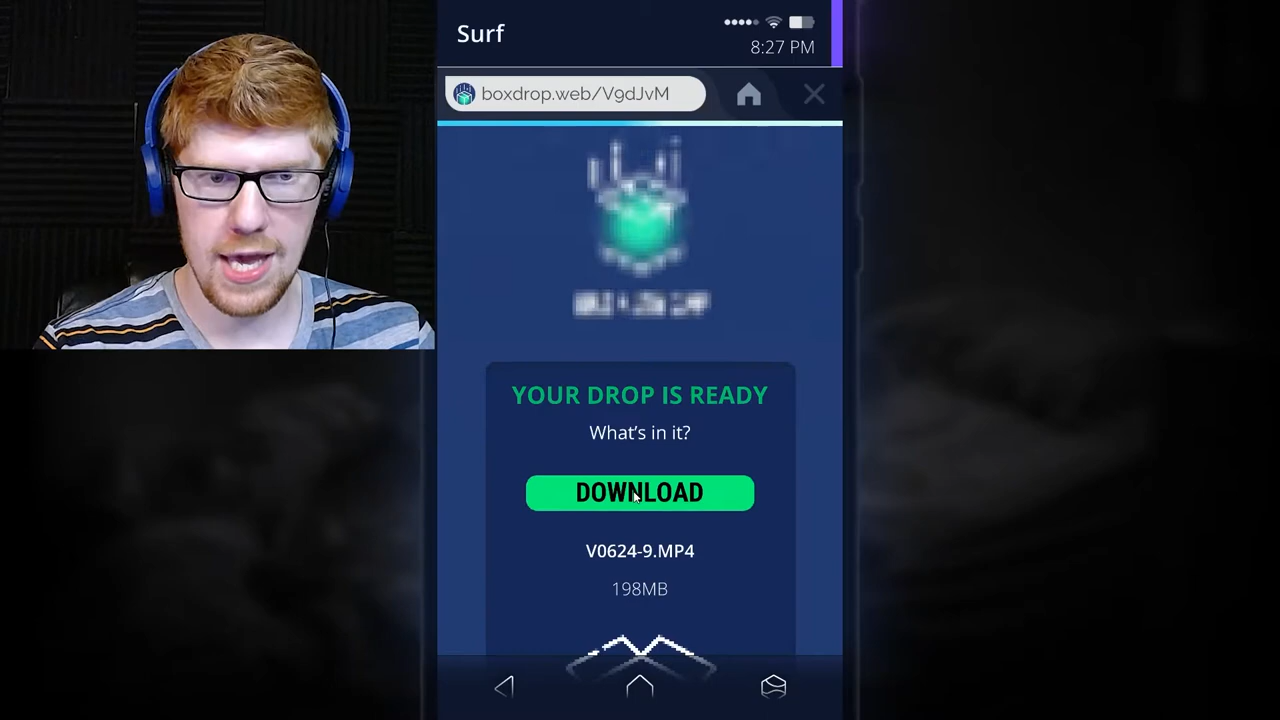 Surf
8:27 PM
boxdrop.web/V9dJvM
YOUR DROP IS READY
What's in it?
DOWNLOAD
V0624-9.MP4
198MB